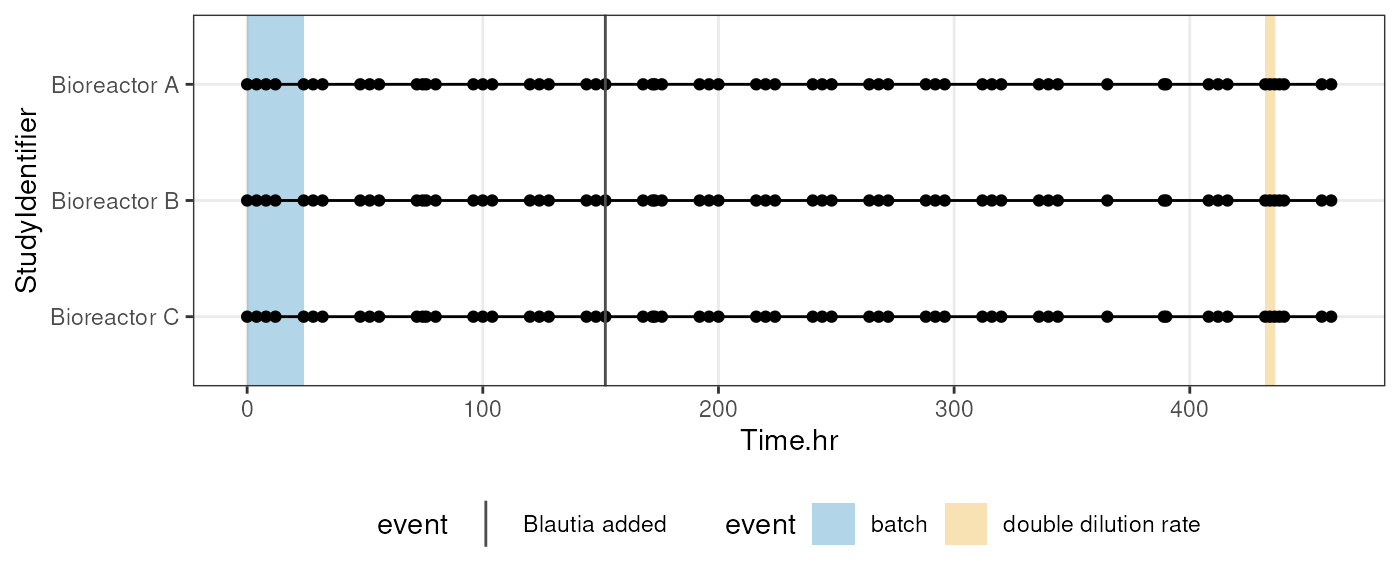 StudyIdentifier
Bioreactor A
Bioreactor B
Bioreactor C
0 100 200 300 400
Time.hr
event Blautia added event batch double dilution rate